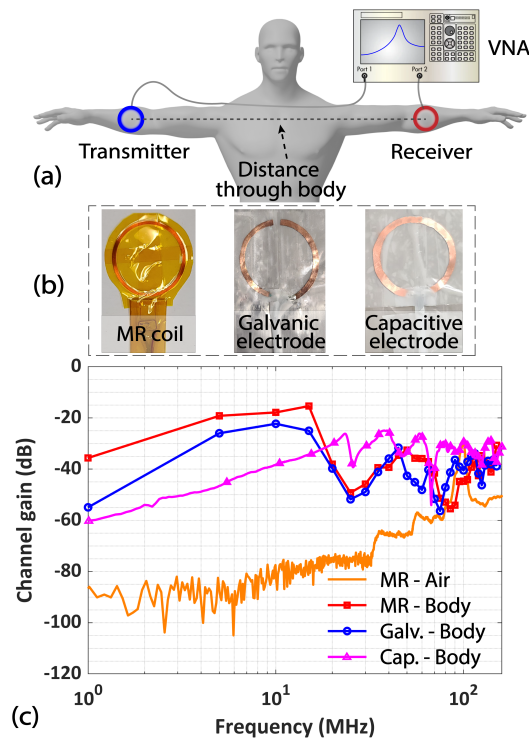 VNA
Port 1
Port 2
Transmitter
Receiver
Distance
through body
(a)
(b)
MR coil
Galvanic
electrode
Capacitive
electrode
0
-20
-40
-60
-80
-100
-120
Channel gain (dB)
MR - Air
MR - Body
Galv. - Body
Cap. - Body
10⁰
10¹
10²
Frequency (MHz)
(c)